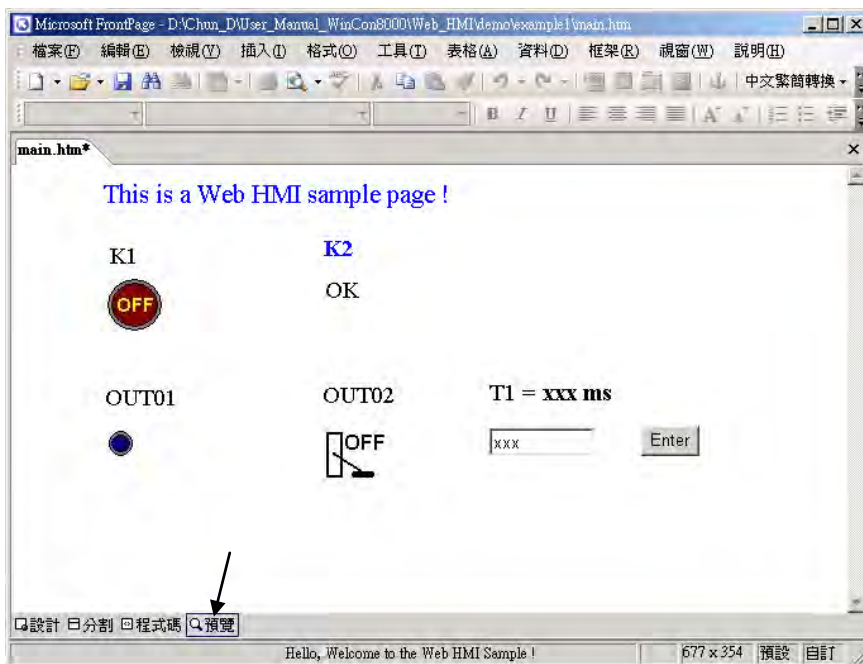 Microsoft FrontPage - D:\Chun_D\User_Manual_WinCon8000\Web_HMI\demo\example1\main.htm
檔案(F) 編輯(E) 檢視(V) 插入(I) 格式(O) 工具(T) 表格(A) 資料(D) 框架(R) 視窗(W) 說明(H)
中文繁簡轉換
B I U A A
main.htm*
This is a Web HMI sample page !
K1 K2
OFF OK
OUT01 OUT02 T1 = xxx ms
OFF xxx Enter
設計 分割 程式碼 預覽
Hello, Welcome to the Web HMI Sample ! 677 x 354 預設 自訂